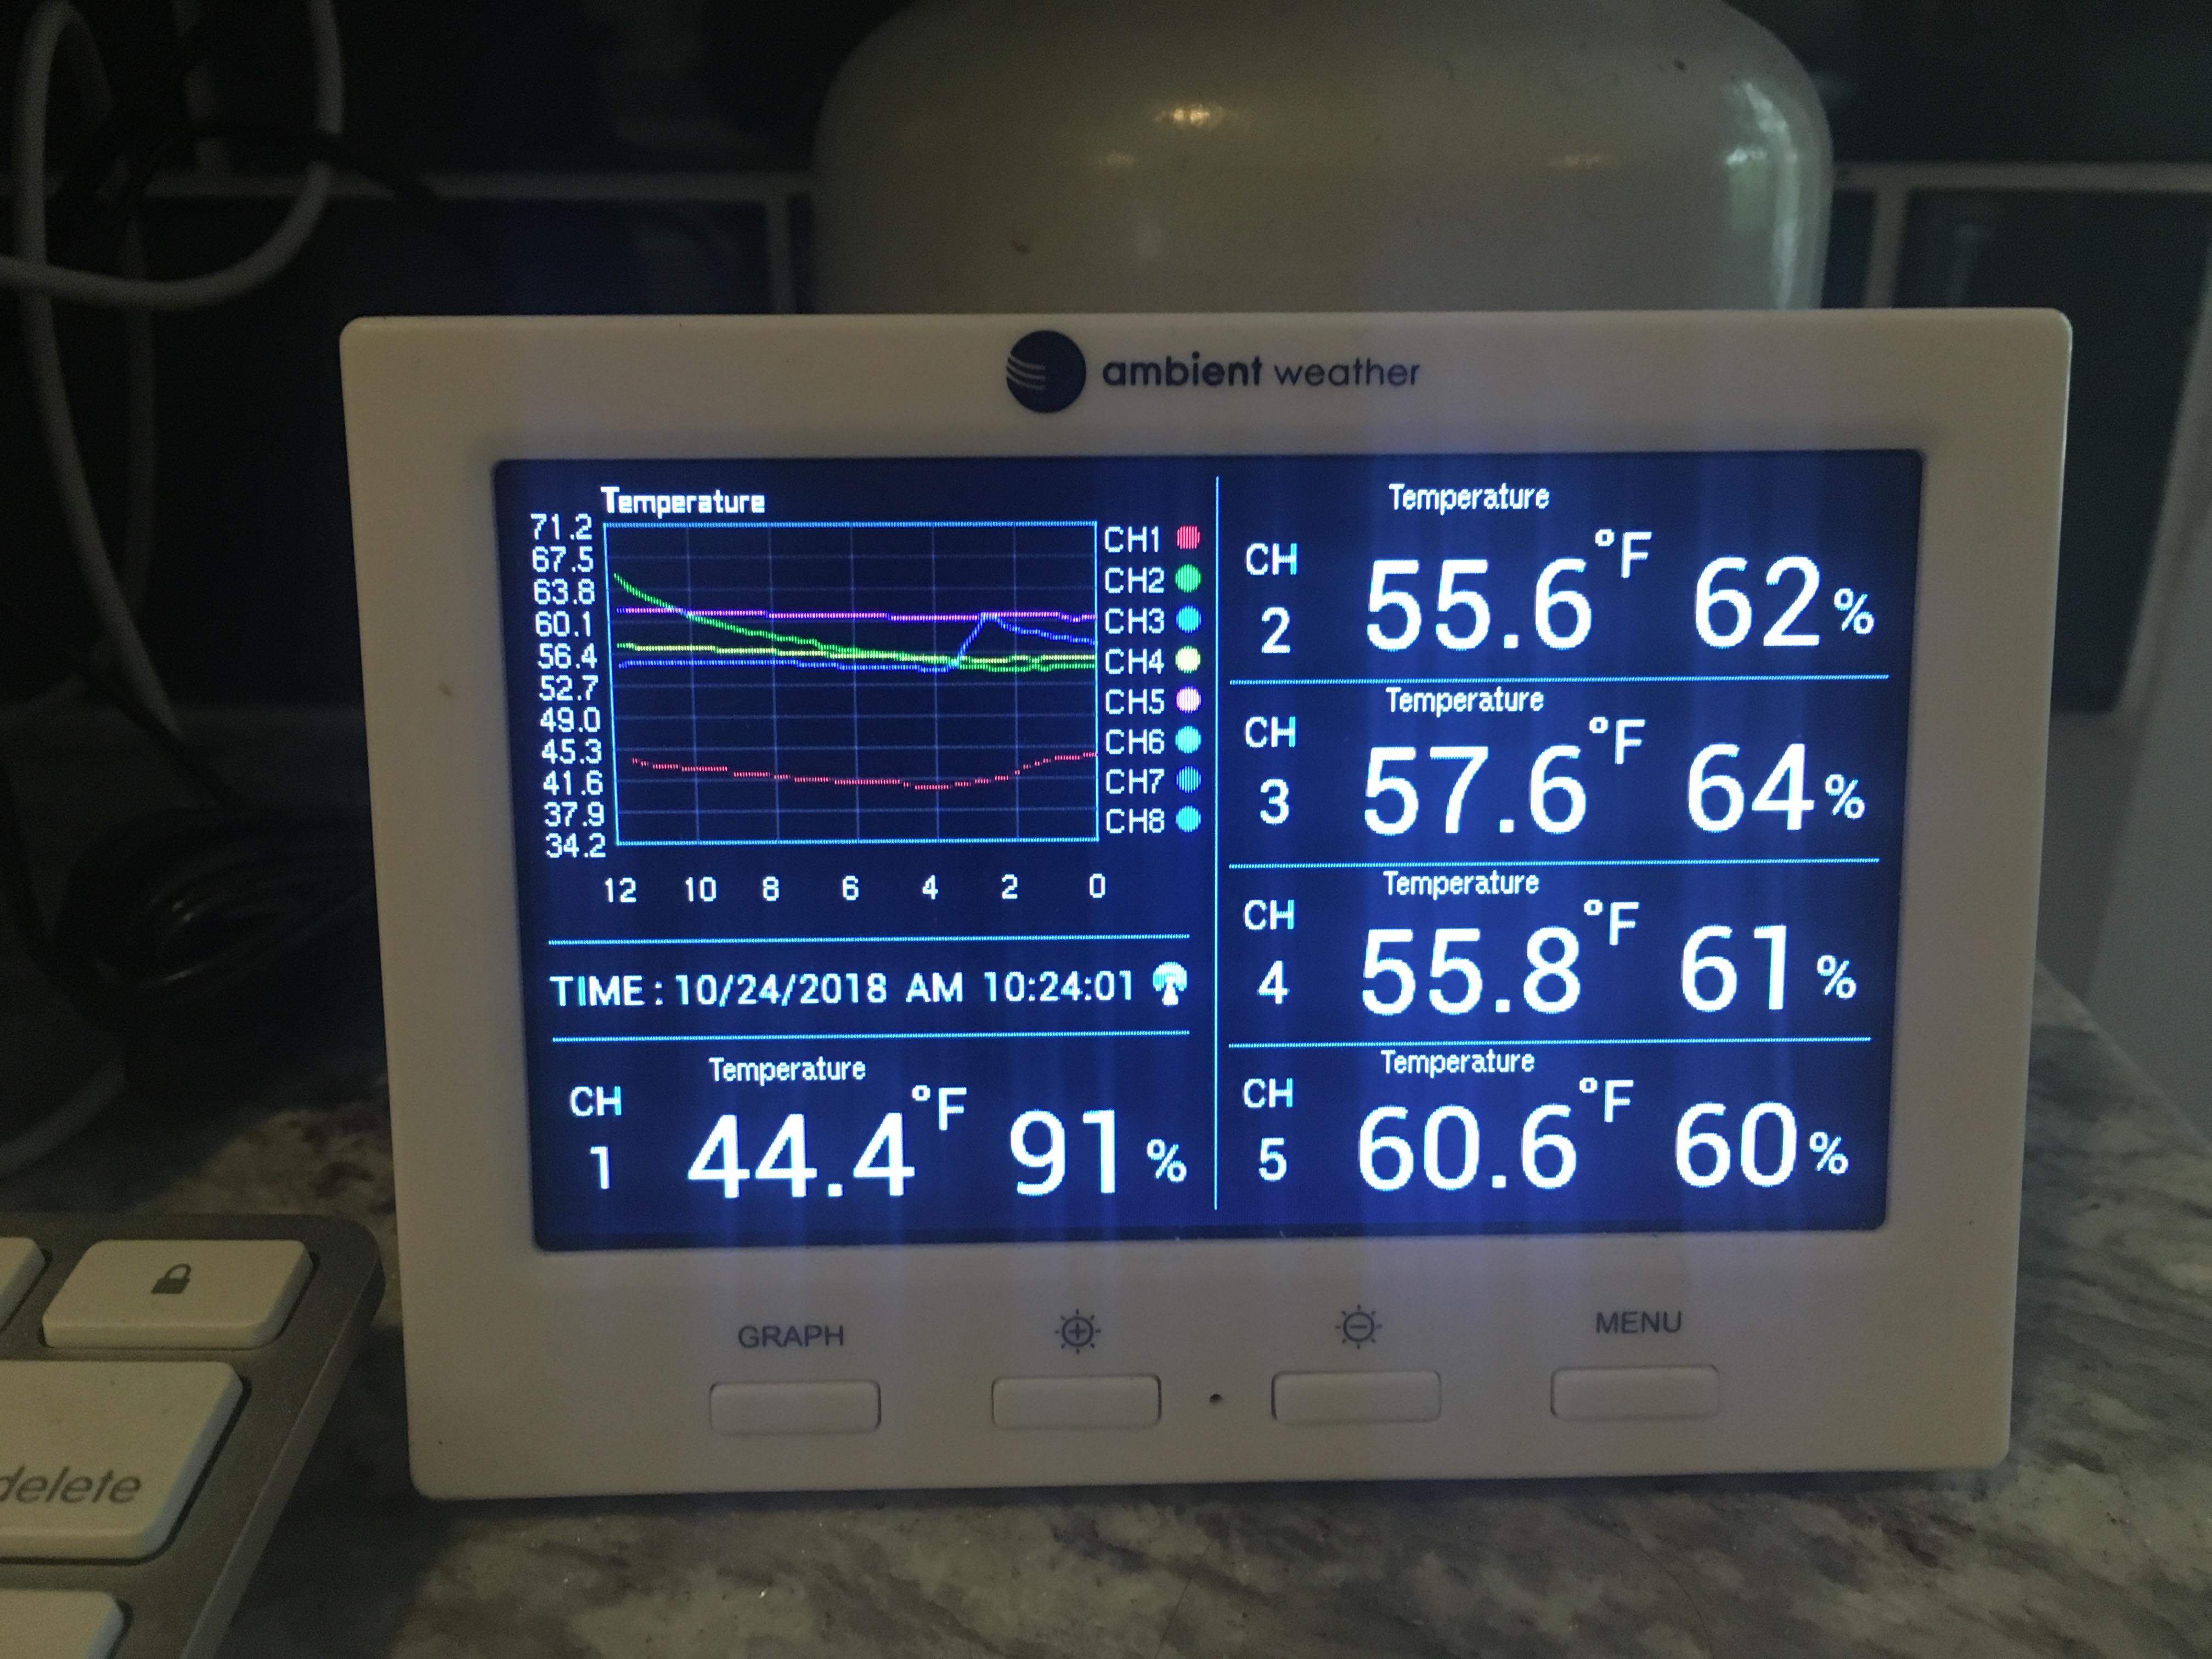 ambient weather
Temperature
71.2
67.5
63.8
60.1
56.4
52.7
49.0
45.3
41.6
37.9
34.2
12 10 8 6 4 2 0
CH1
CH2
CH3
CH4
CH5
CH6
CH7
CH8
TIME : 10/24/2018 AM 10:24:01
Temperature
CH 1 44.4 °F 91 %
Temperature
CH 2 55.6 °F 62 %
Temperature
CH 3 57.6 °F 64 %
Temperature
CH 4 55.8 °F 61 %
Temperature
CH 5 60.6 °F 60 %
GRAPH MENU
delete